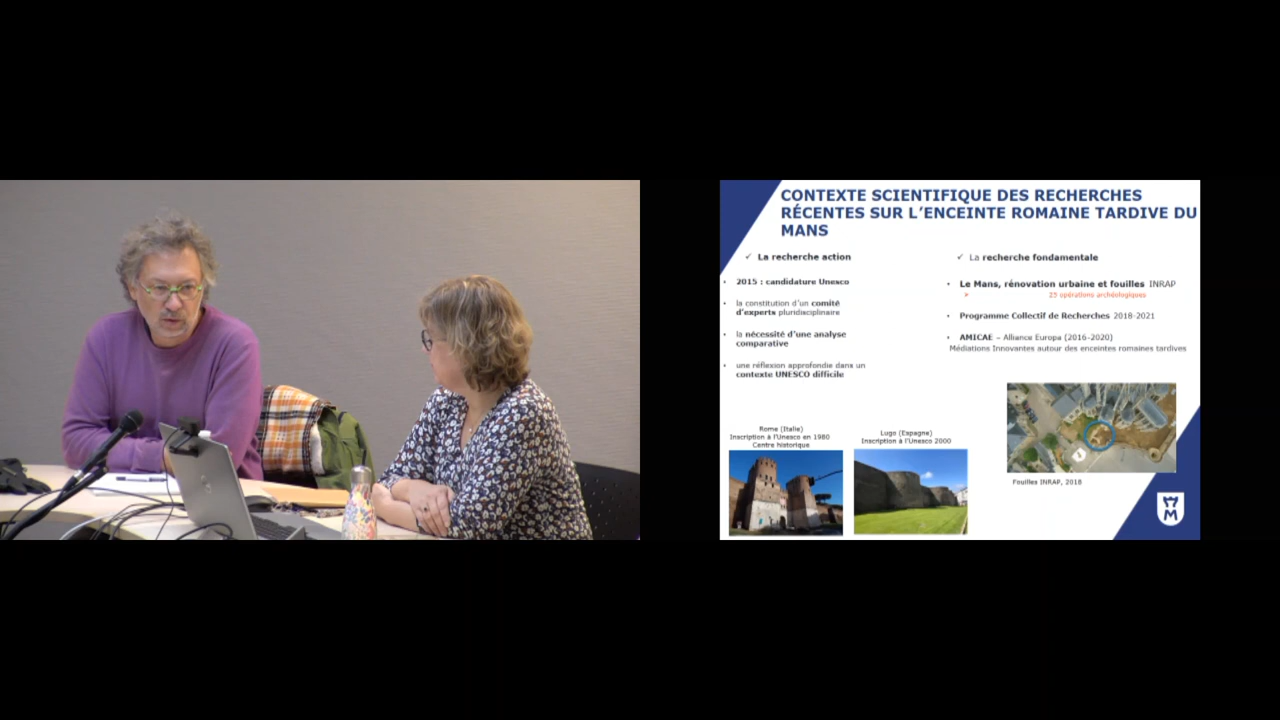 CONTEXTE SCIENTIFIQUE DES RECHERCHES
RÉCENTES SUR L'ENCEINTE ROMAINE TARDIVE DU
MANS
✓ La recherche action
• 2015 : candidature Unesco
• la constitution d'un comité
d'experts pluridisciplinaire
• la nécessité d'une analyse
comparative
• une réflexion approfondie dans un
contexte UNESCO difficile
Rome (Italie)
Inscription à l'Unesco en 1980
Centre historique
Lugo (Espagne)
Inscription à l'Unesco 2000
✓ La recherche fondamentale
• Le Mans, rénovation urbaine et fouilles INRAP
➤ 25 opérations archéologiques
• Programme Collectif de Recherches 2018-2021
• AMICAE – Alliance Europa (2016-2020)
Médiations Innovantes autour des enceintes romaines tardives
Fouilles INRAP, 2018
M